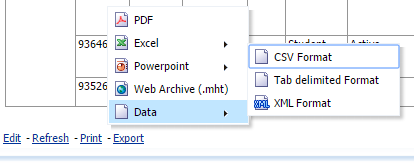 PDF
93646
Excel
Student
Active
CSV Format
Powerpoint
Tab delimited Format
9352
Web Archive (.mht)
XML Format
Data
Edit - Refresh - Print - Export